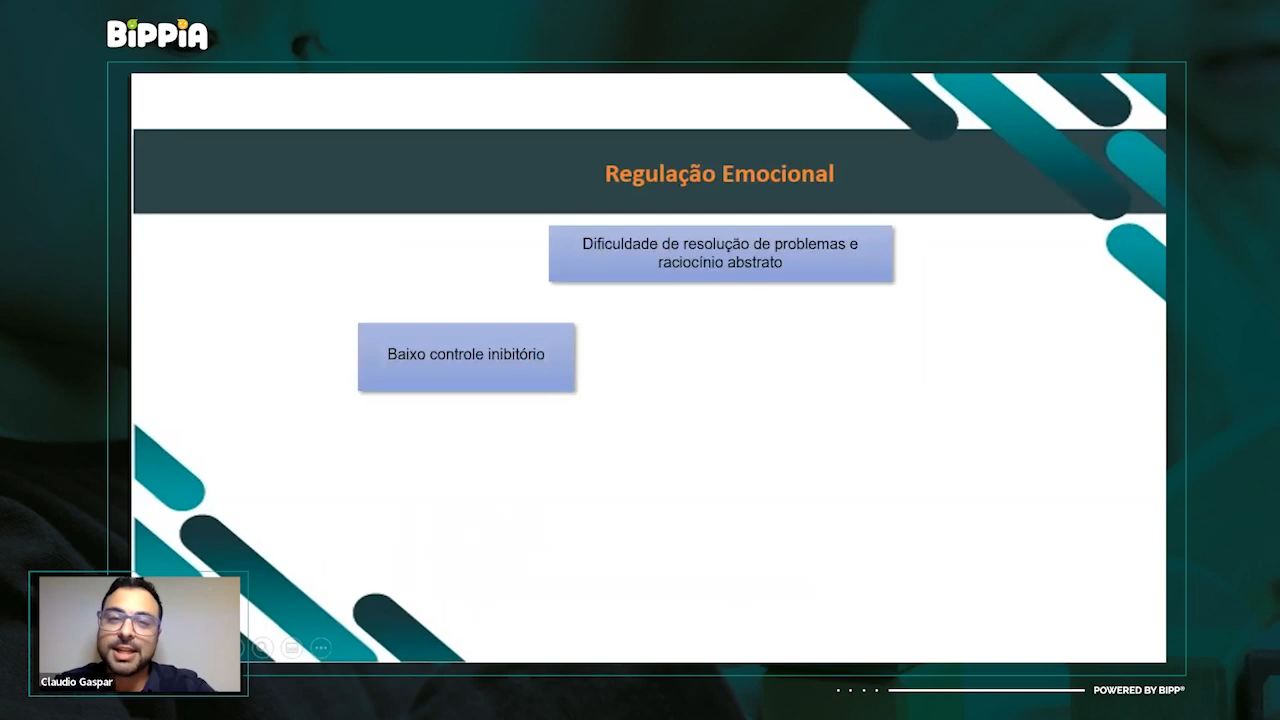 BiPPiA
Regulação Emocional
Dificuldade de resolução de problemas e
raciocínio abstrato
Baixo controle inibitório
Claudio Gaspar
POWERED BY BIPP®